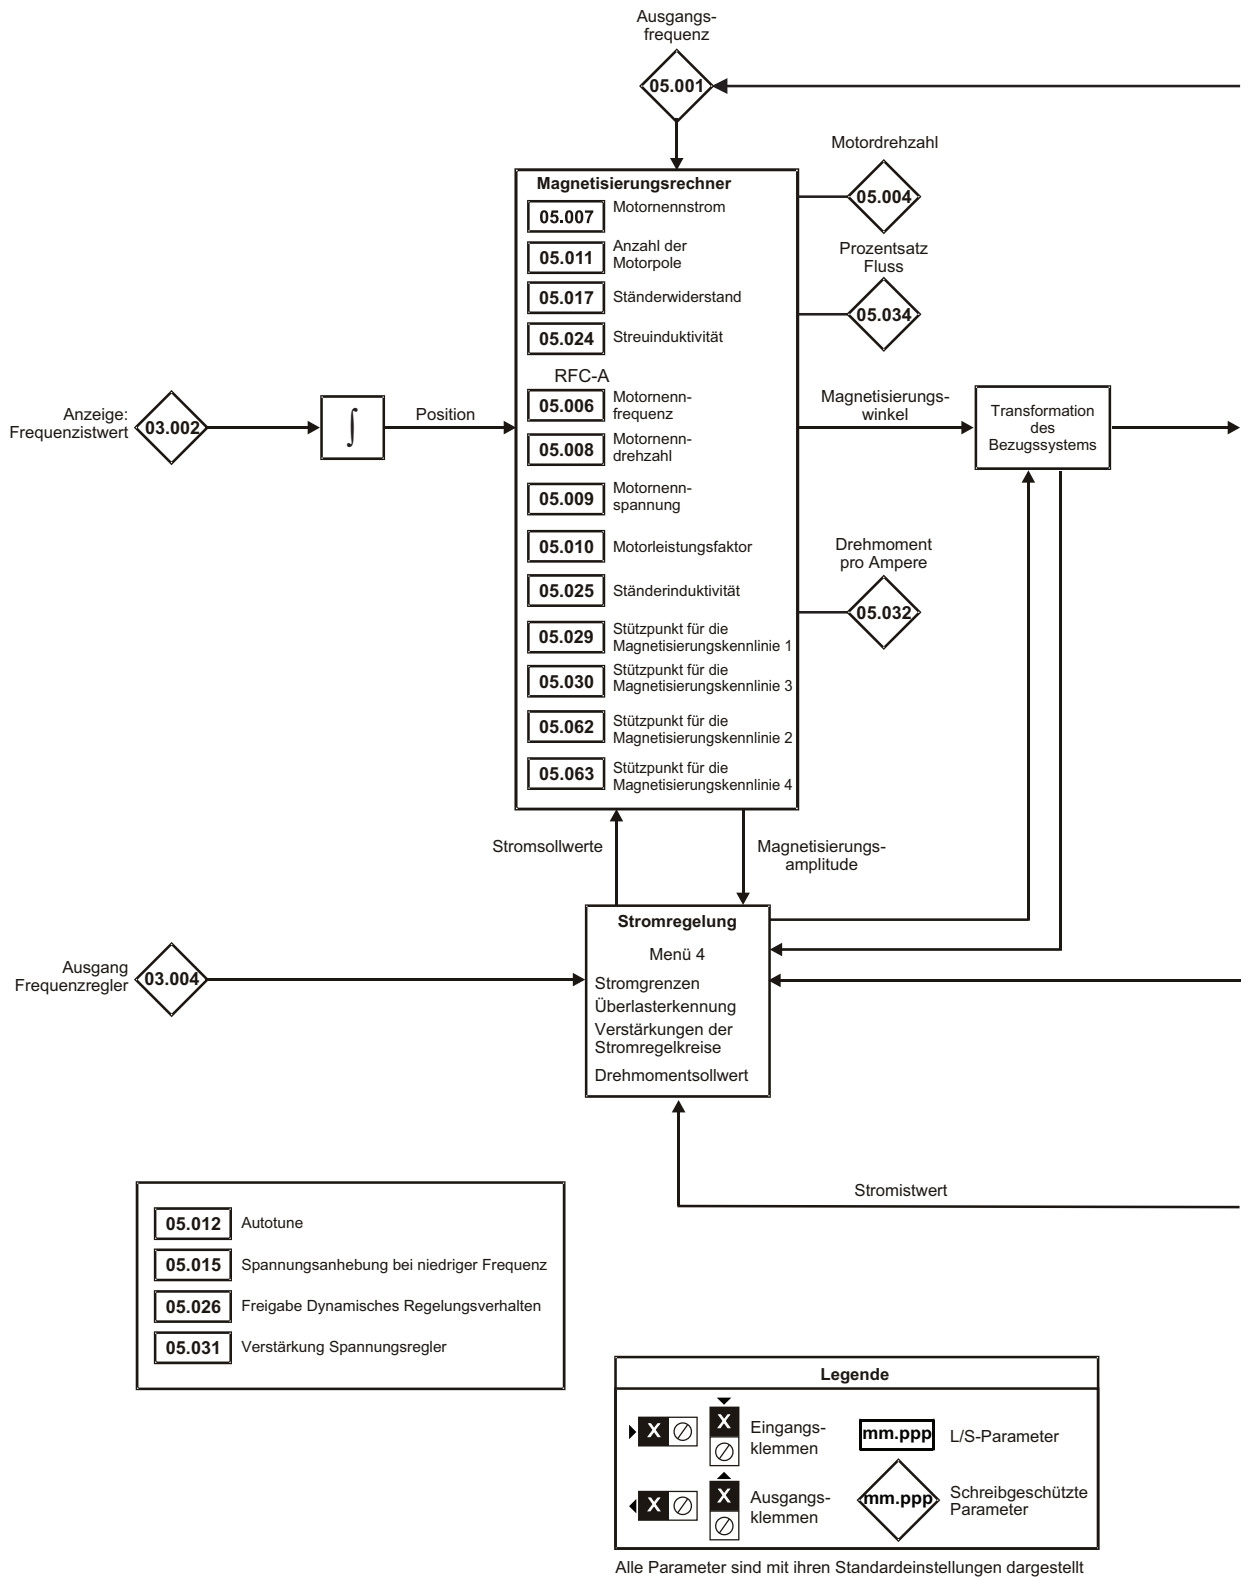 Ausgangs-
frequenz
05.001
Motordrehzahl
05.004
Prozentsatz
Fluss
05.034
Magnetisierungsrechner
05.007 Motornennstrom
05.011 Anzahl der
Motorpole
05.017 Ständerwiderstand
05.024 Streuinduktivität
RFC-A
05.006 Motornenn-
frequenz
05.008 Motornenn-
drehzahl
05.009 Motornenn-
spannung
05.010 Motorleistungsfaktor
05.025 Ständerinduktivität
05.029 Stützpunkt für die
Magnetisierungskennlinie 1
05.030 Stützpunkt für die
Magnetisierungskennlinie 3
05.062 Stützpunkt für die
Magnetisierungskennlinie 2
05.063 Stützpunkt für die
Magnetisierungskennlinie 4
Anzeige:
Frequenzistwert
03.002
∫
Position
Magnetisierungs-
winkel
Transformation
des
Bezugssystems
Drehmoment
pro Ampere
05.032
Stromsollwerte
Magnetisierungs-
amplitude
Ausgang
Frequenzregler
03.004
Stromregelung
Menü 4
Stromgrenzen
Überlasterkennung
Verstärkungen der
Stromregelkreise
Drehmomentsollwert
Stromistwert
05.012 Autotune
05.015 Spannungsanhebung bei niedriger Frequenz
05.026 Freigabe Dynamisches Regelungsverhalten
05.031 Verstärkung Spannungsregler
Legende
X X Eingangs-
klemmen
mm.ppp L/S-Parameter
X X Ausgangs-
klemmen
mm.ppp Schreibgeschützte
Parameter
Alle Parameter sind mit ihren Standardeinstellungen dargestellt